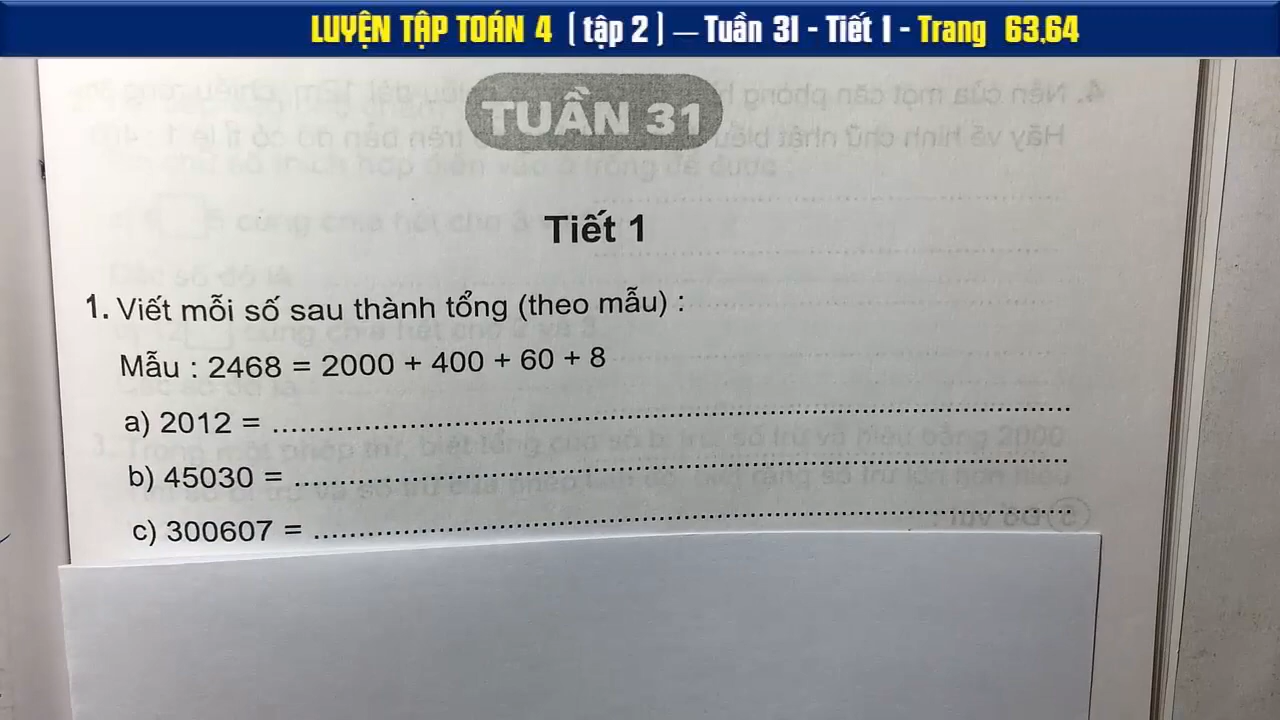 LUYỆN TẬP TOÁN 4 ( tập 2 ) – Tuần 31 - Tiết 1 - Trang 63,64
TUẦN 31
Tiết 1
1. Viết mỗi số sau thành tổng (theo mẫu) :
Mẫu : 2468 = 2000 + 400 + 60 + 8
a) 2012 = ........................................
b) 45030 = ........................................
c) 300607 = ........................................